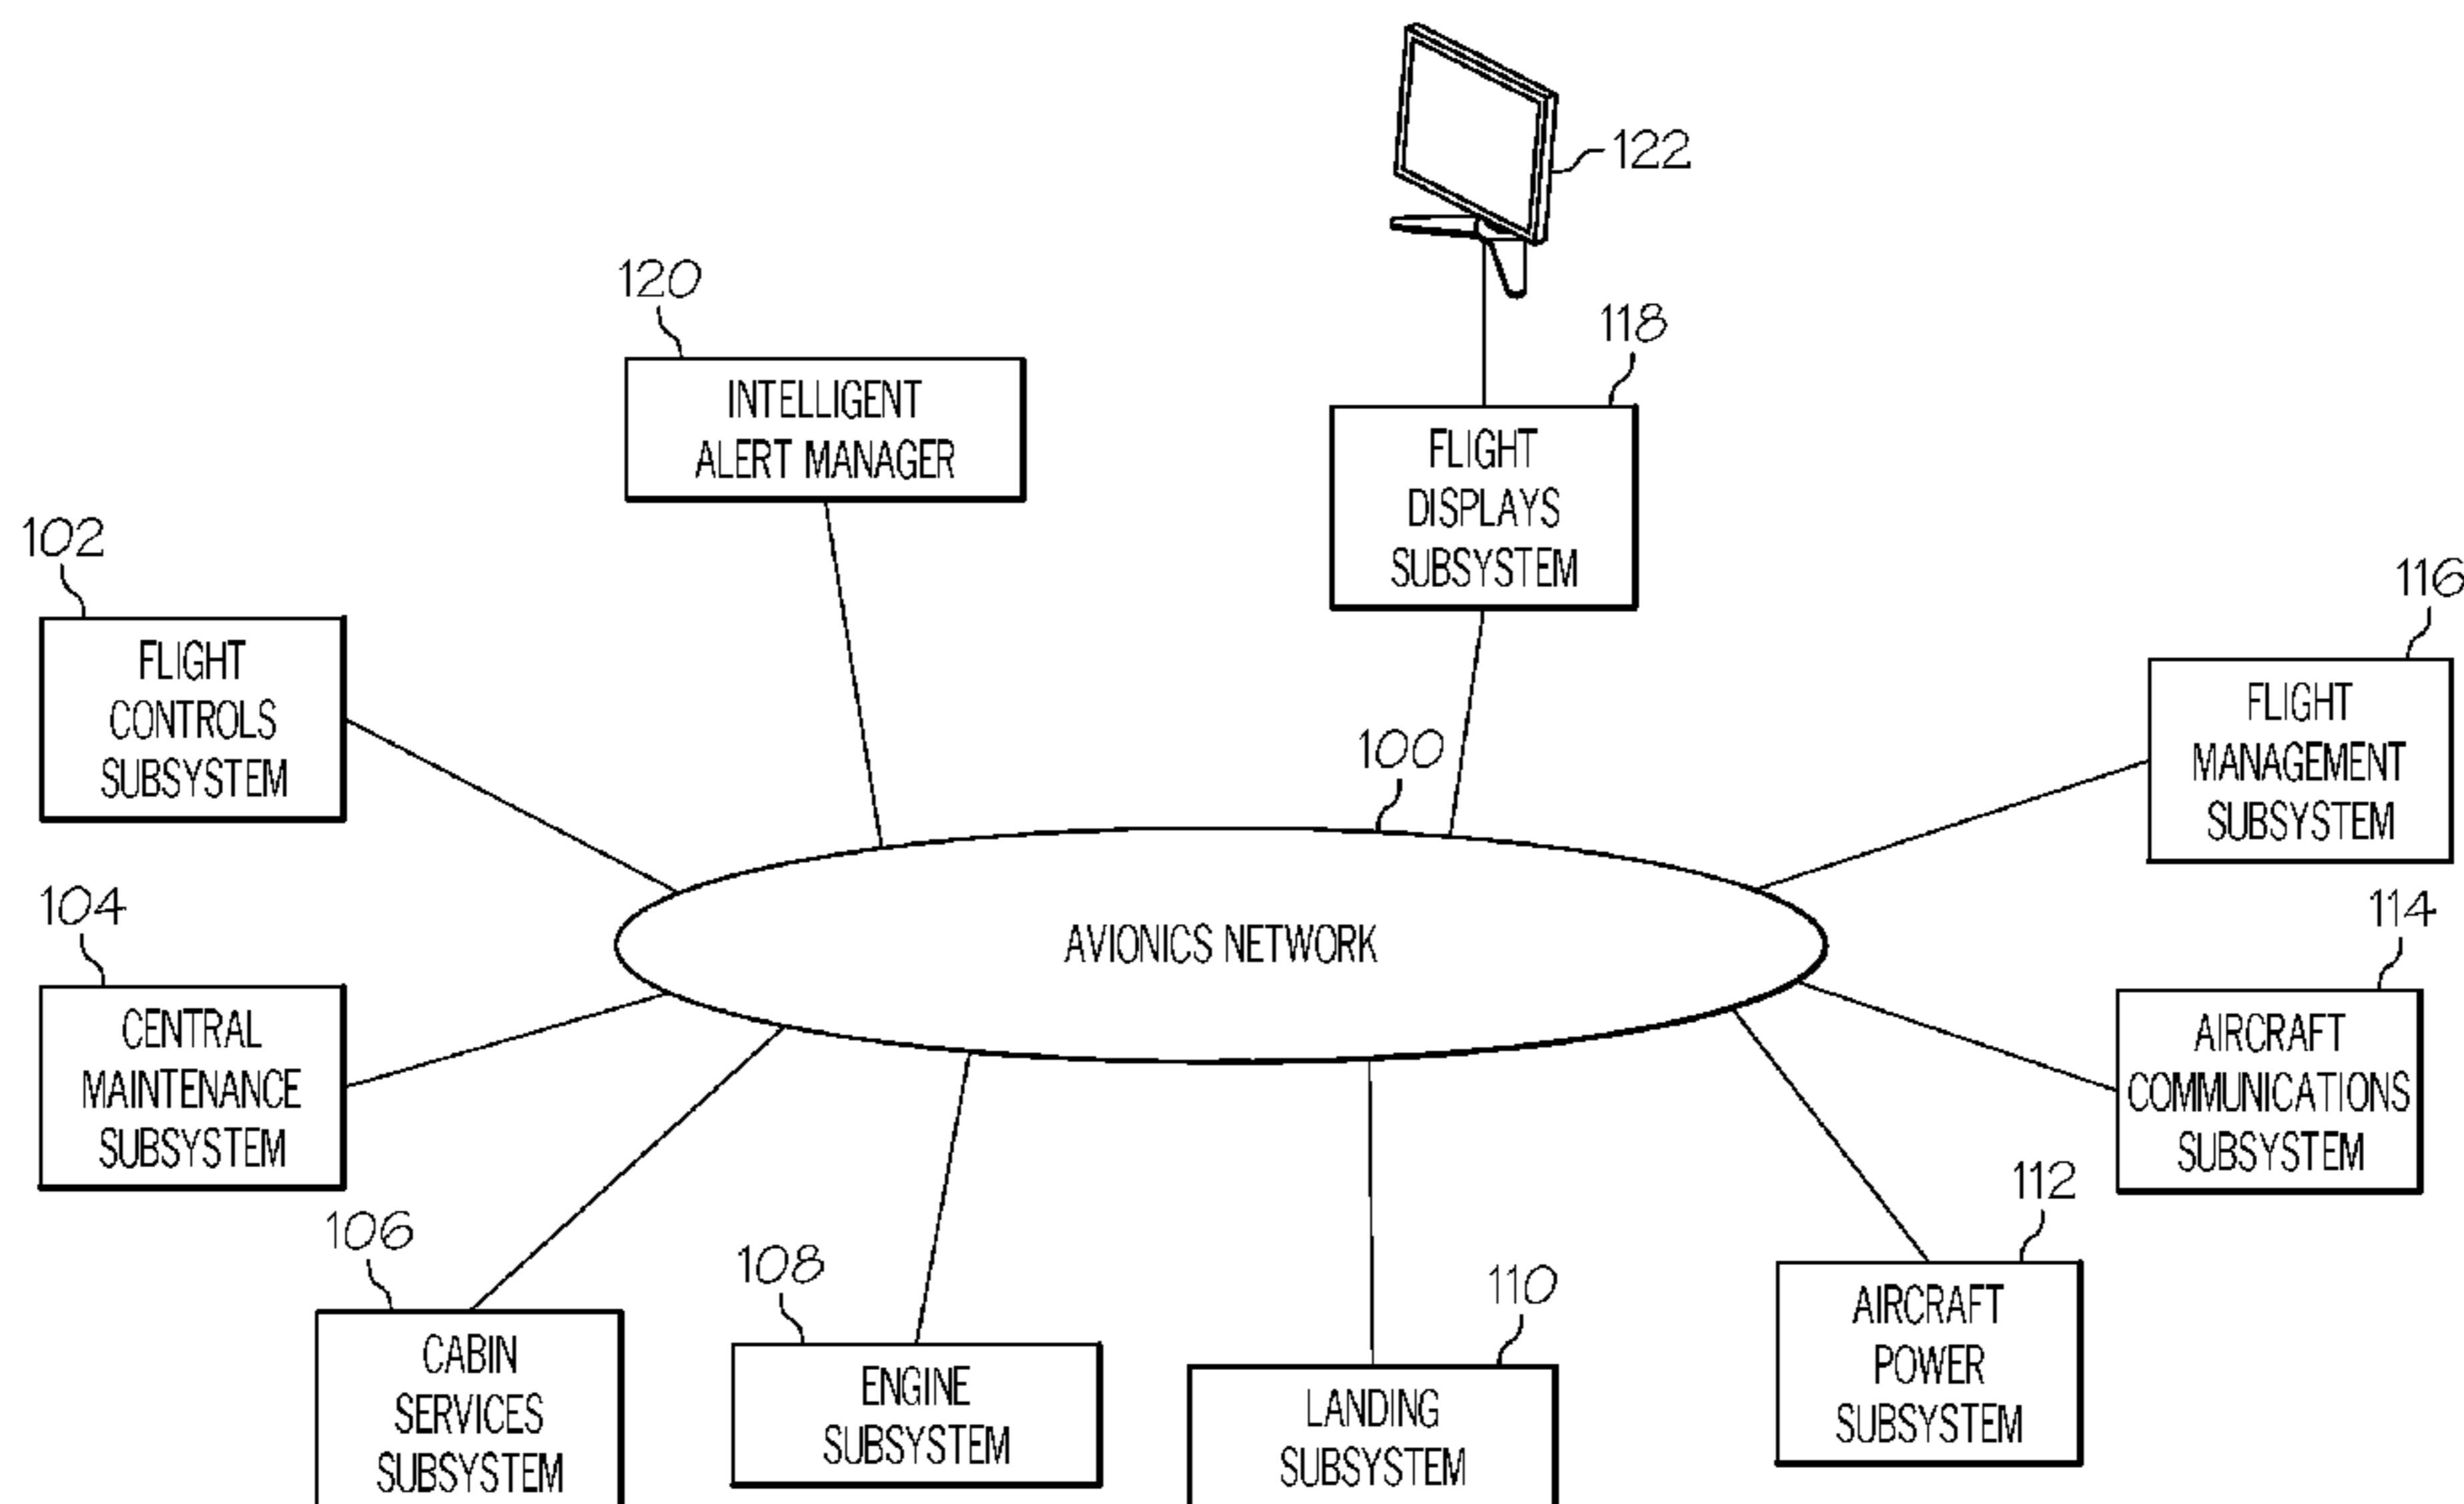 122
120
118
INTELLIGENT
ALERT MANAGER
FLIGHT
DISPLAYS
SUBSYSTEM
102
116
FLIGHT
CONTROLS
SUBSYSTEM
FLIGHT
MANAGEMENT
SUBSYSTEM
100
104
114
AVIONICS NETWORK
CENTRAL
MAINTENANCE
SUBSYSTEM
AIRCRAFT
COMMUNICATIONS
SUBSYSTEM
106
108
110
112
CABIN
SERVICES
SUBSYSTEM
ENGINE
SUBSYSTEM
LANDING
SUBSYSTEM
AIRCRAFT
POWER
SUBSYSTEM